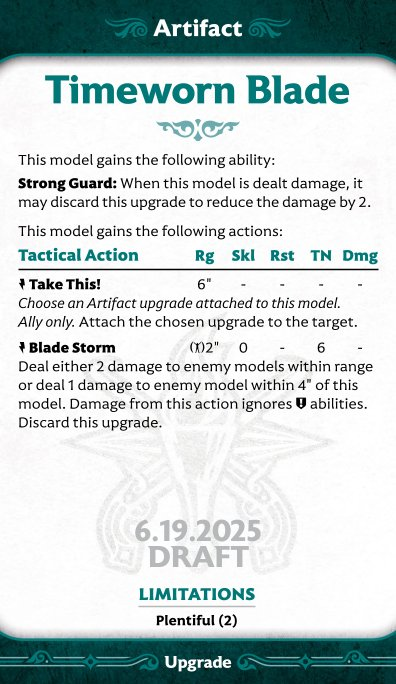 Artifact
Timeworn Blade
This model gains the following ability:
Strong Guard: When this model is dealt damage, it
may discard this upgrade to reduce the damage by 2.
This model gains the following actions:
Tactical Action Rg Skl Rst TN Dmg
Take This! 6" - - - -
Choose an Artifact upgrade attached to this model.
Ally only. Attach the chosen upgrade to the target.
Blade Storm 2" 0 - 6 -
Deal either 2 damage to enemy models within range
or deal 1 damage to enemy model within 4" of this
model. Damage from this action ignores abilities.
Discard this upgrade.
6.19.2025
DRAFT
LIMITATIONS
Plentiful (2)
Upgrade